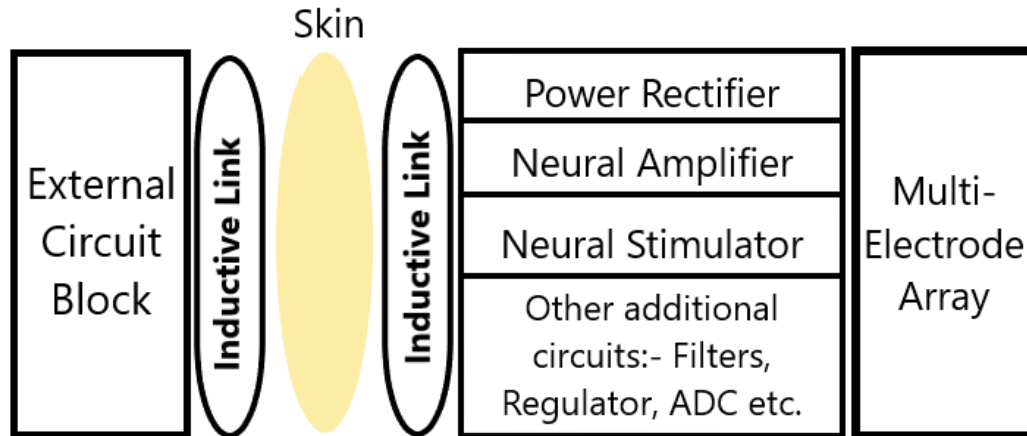 Skin
External
Circuit
Block
Inductive Link
Inductive Link
Power Rectifier
Neural Amplifier
Neural Stimulator
Other additional
circuits:- Filters,
Regulator, ADC etc.
Multi-
Electrode
Array